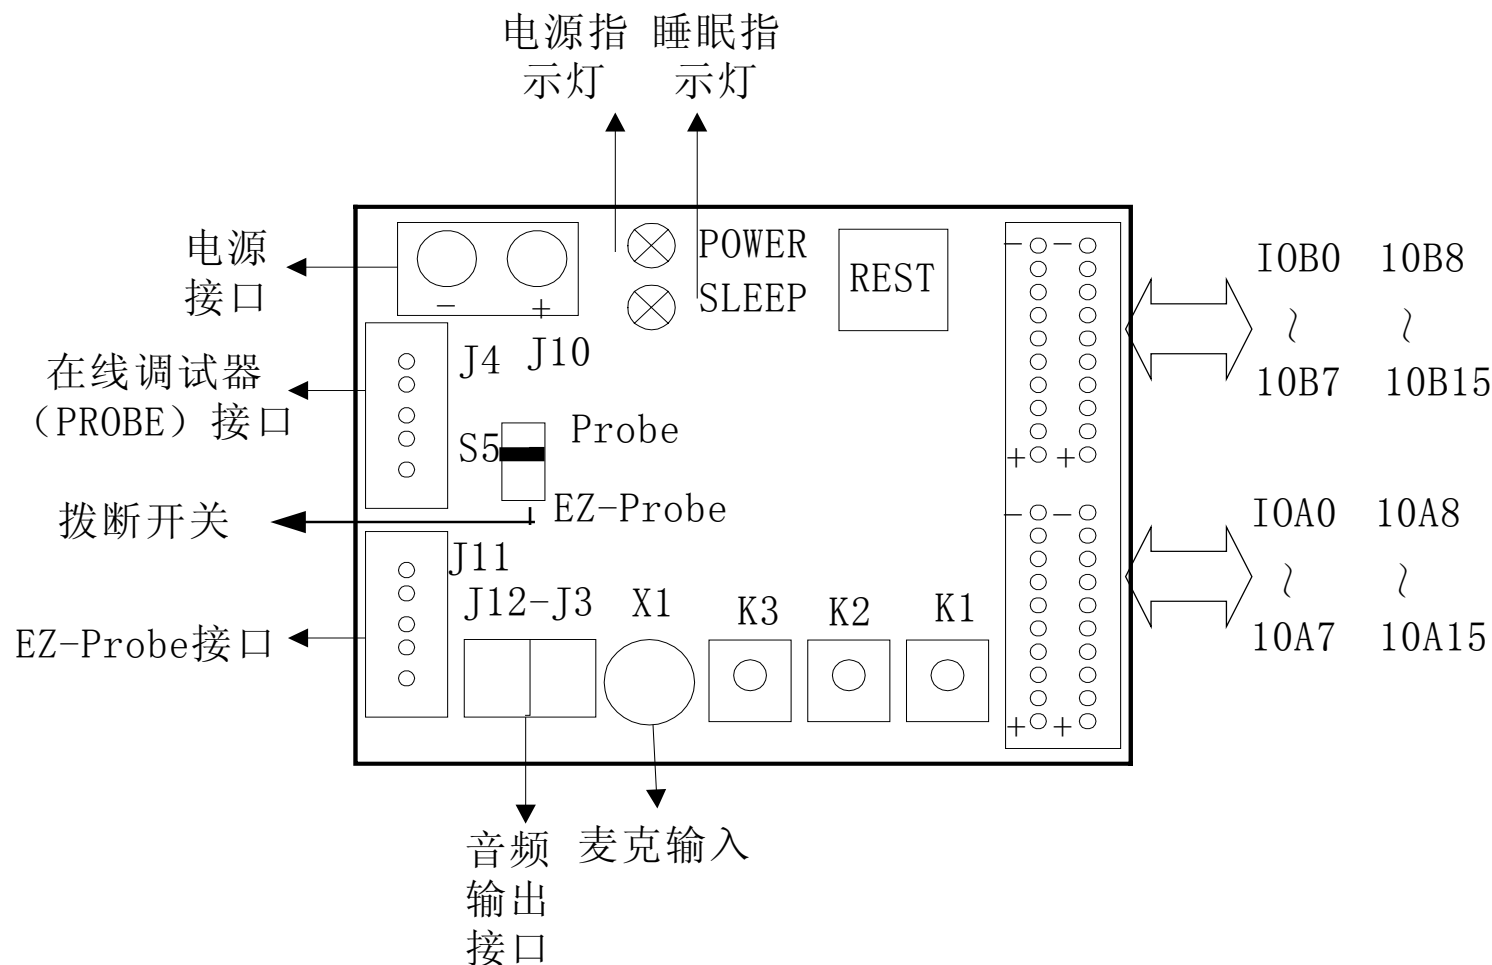 电源指 睡眠指
示灯 示灯
电源
接口
POWER
SLEEP
REST
- +
J4 J10
在线调试器
（PROBE）接口
S5 Probe
EZ-Probe
拨断开关
J11
J12-J3 X1 K3 K2 K1
EZ-Probe接口
音频
输出
接口
麦克输入
- -
+ +
- -
+ +
IOB0 10B8
~ ~
10B7 10B15
IOA0 10A8
~ ~
10A7 10A15